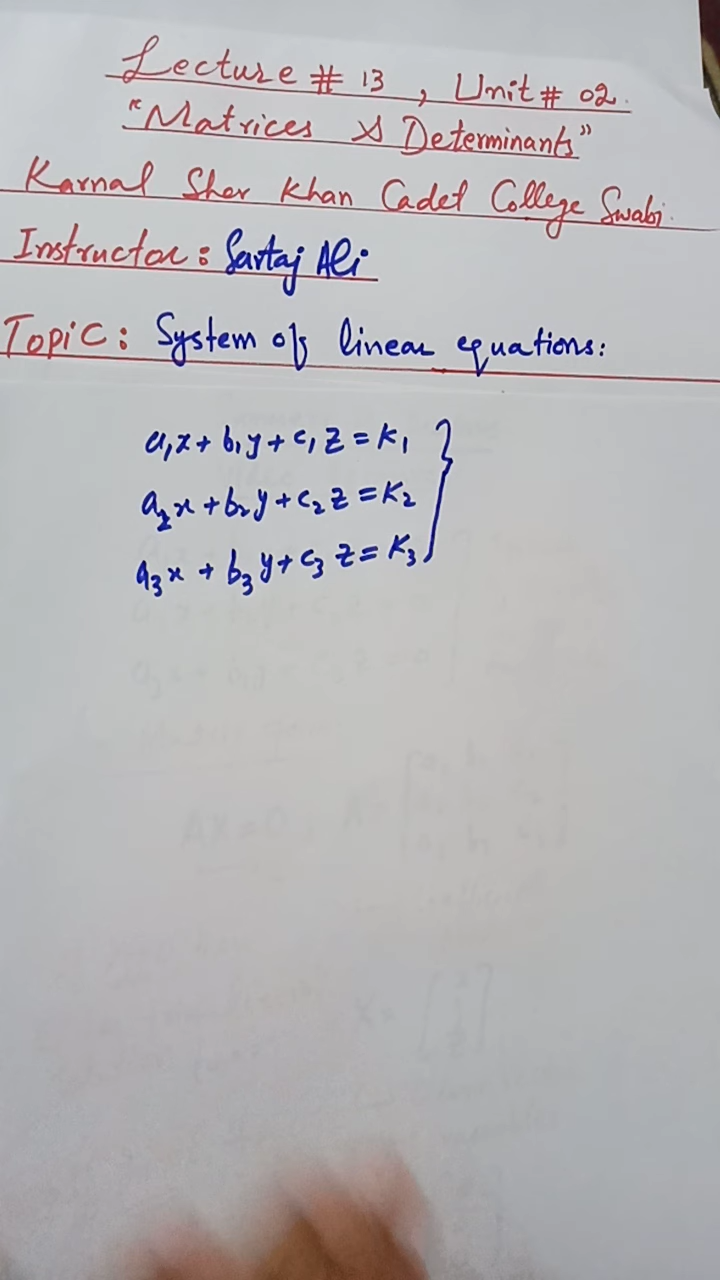 Lecture # 13 , Unit # 02.
"Matrices & Determinants"
Karnal Sher Khan Cadet College Swabi.
Instructor : Sartaj Ali
Topic : System of linear equations:
a₁x + b₁y + c₁z = K₁
a₂x + b₂y + c₂z = K₂
a₃x + b₃y + c₃z = K₃